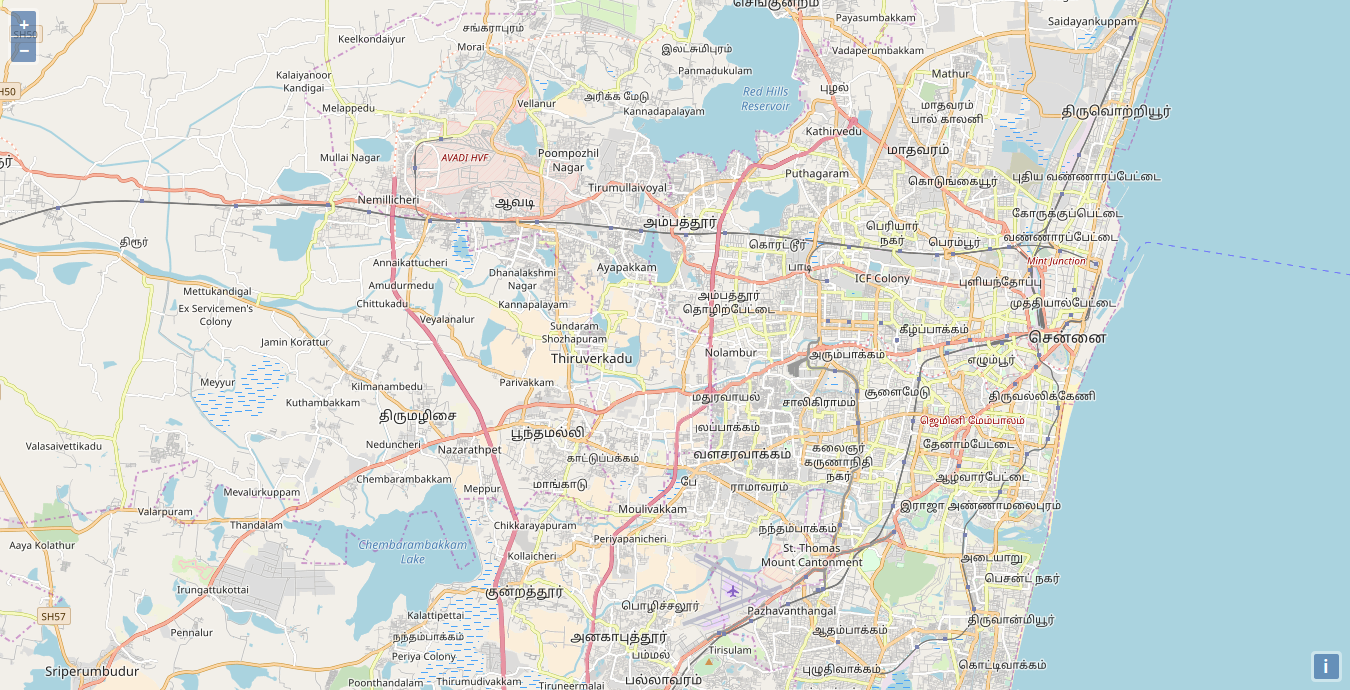 செங்குன்றம்
+
SH50
–
சங்கராபுரம்
Payasumbakkam
Saidayankuppam
Keelkondaiyur
Morai
இலட்சுமிபுரம்
Vadaperumbakkam
Panmadukulam
Kalaiyanoor
Kandigai
Mathur
H50
Red Hills
Reservoir
புழல்
Melappedu
Vellanur
அரிக்க மேடு
Kannadapalayam
மாதவரம்
பால் காலனி
திருவொற்றியூர்
Kathirvedu
மாதவரம்
Mullai Nagar
AVADI HVF
Poompozhil
Nagar
Puthagaram
கொடுங்கையூர்
புதிய வண்ணாரப்பேட்டை
Tirumullaivoyal
Nemillicheri
ஆவடி
அம்பத்தூர்
கோருக்குப்பேட்டை
பெரியார்
நகர்
திரூர்
கொரட்டூர்
பெரம்பூர்
வண்ணாரப்பேட்டை
Annaikattucheri
Mint Junction
Dhanalakshmi
Nagar
Ayapakkam
பாடி
ICF Colony
புளியந்தோப்பு
Amudurmedu
Mettukandigal
Chittukadu
Kannapalayam
அம்பத்தூர்
தொழிற்பேட்டை
முத்தியால்பேட்டை
Ex Servicemen's
Colony
Veyalanalur
Sundaram
Shozhapuram
கீழ்ப்பாக்கம்
சென்னை
Jamin Korattur
Thiruverkadu
Nolambur
அரும்பாக்கம்
எழும்பூர்
Meyyur
Kilmanambedu
Parivakkam
சூளைமேடு
Kuthambakkam
மதுரவாயல்
சாலிகிராமம்
திருவல்லிக்கேணி
திருமழிசை
ஜெமினி மேம்பாலம்
பூந்தமல்லி
Valasaivettikadu
Neduncheri
Nazarathpet
தேனாம்பேட்டை
காட்டுப்பக்கம்
வளசரவாக்கம்
கலைஞர்
கருணாநிதி
நகர்
Chembarambakkam
மாங்காடு
போ
ராமாவரம்
ஆழ்வார்பேட்டை
Mevalurkuppam
Meppur
Valarpuram
Moulivakkam
இராஜா அண்ணாமலைபுரம்
Thandalam
Chikkarayapuram
நந்தம்பாக்கம்
Aaya Kolathur
Chembarambakkam
Lake
Periyapanicheri
St. Thomas
Mount Cantonment
Kollaicheri
அடையாறு
Irungattukottai
குன்றத்தூர்
பெசன்ட் நகர்
SH57
Kalattipettai
பொழிச்சலூர்
Pazhavanthangal
திருவான்மியூர்
Pennalur
நந்தம்பாக்கம்
அனகாபுத்தூர்
ஆதம்பாக்கம்
Periya Colony
பம்மல்
Tirisulam
Sriperumbudur
கொட்டிவாக்கம்
புழுதிவாக்கம்
Poonthandalam
Thirumudivakkam
Tiruneermalai
பல்லாவரம்
i